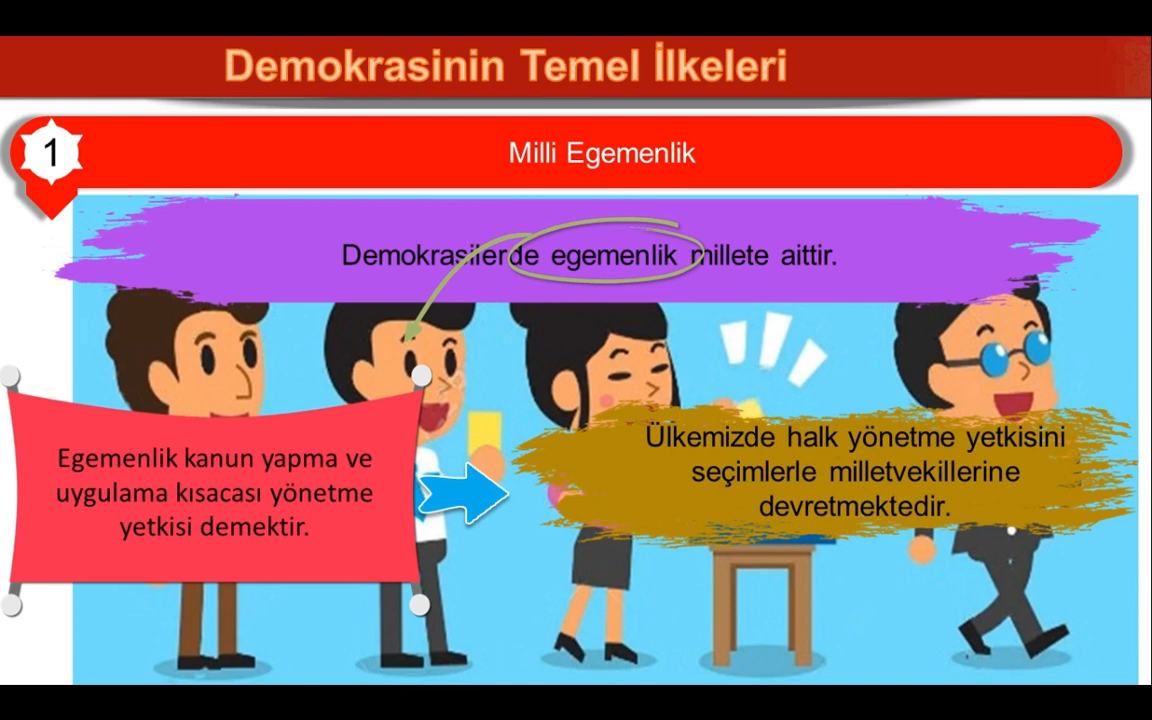 Demokrasinin Temel İlkeleri
1
Milli Egemenlik
Demokrasilerde egemenlik millete aittir.
Egemenlik kanun yapma ve
uygulama kısacası yönetme
yetkisi demektir.
Ülkemizde halk yönetme yetkisini
seçimlerle milletvekillerine
devretmektedir.